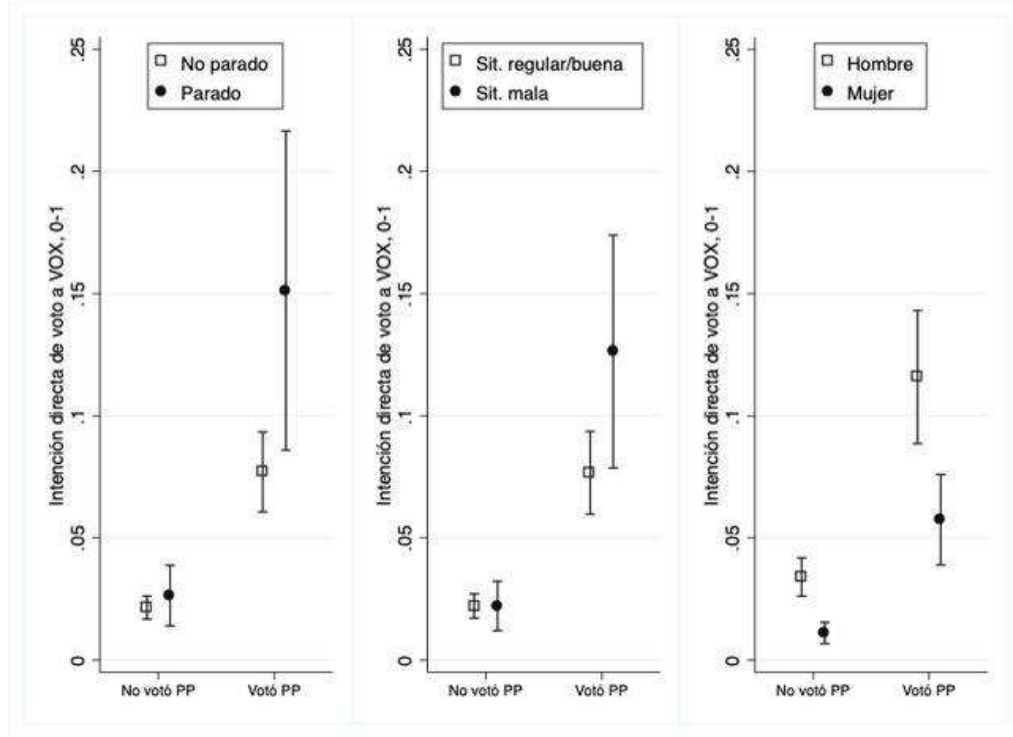 No parado
Parado
Intención directa de voto a VOX, 0-1
.25
.2
.15
.1
.05
0
No votó PP
Votó PP
Sit. regular/buena
Sit. mala
Intención directa de voto a VOX, 0-1
.25
.2
.15
.1
.05
0
No votó PP
Votó PP
Hombre
Mujer
Intención directa de voto a VOX, 0-1
.25
.2
.15
.1
.05
0
No votó PP
Votó PP